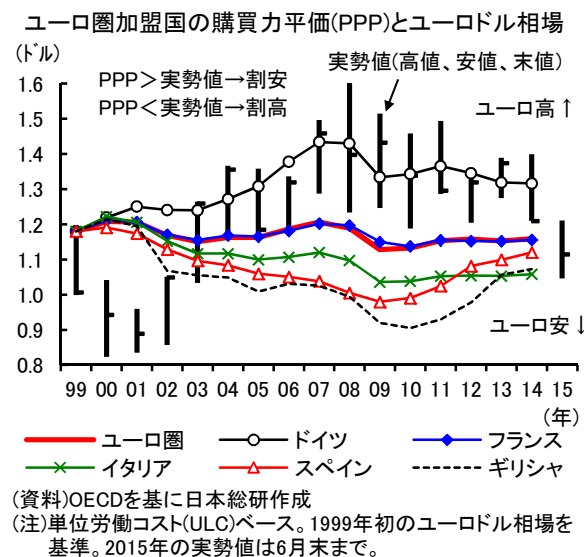 ユーロ圏加盟国の購買力平価(PPP)とユーロドル相場
(ドル)
1.6
1.5
1.4
1.3
1.2
1.1
1.0
0.9
0.8
PPP＞実勢値→割安
PPP＜実勢値→割高
実勢値(高値、安値、末値)
ユーロ高↑
ユーロ安↓
99 00 01 02 03 04 05 06 07 08 09 10 11 12 13 14 15
(年)
ユーロ圏 ドイツ フランス
イタリア スペイン ギリシャ
(資料)OECDを基に日本総研作成
(注)単位労働コスト(ULC)ベース。1999年初のユーロドル相場を
基準。2015年の実勢値は6月末まで。